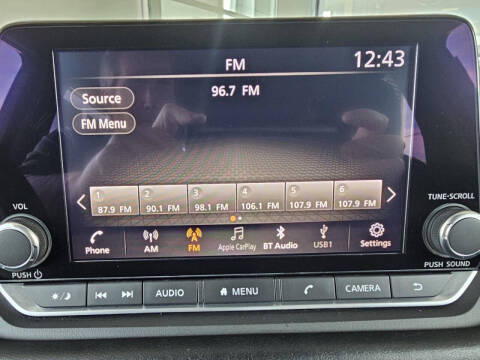 FM
12:43
96.7 FM
Source
FM Menu
1 2 3 4 5 6
87.9 FM 90.1 FM 98.1 FM 106.1 FM 107.9 FM 107.9 FM
Phone AM FM Apple CarPlay BT Audio USB1 Settings
VOL
TUNE-SCROLL
PUSH
PUSH SOUND
AUDIO MENU CAMERA